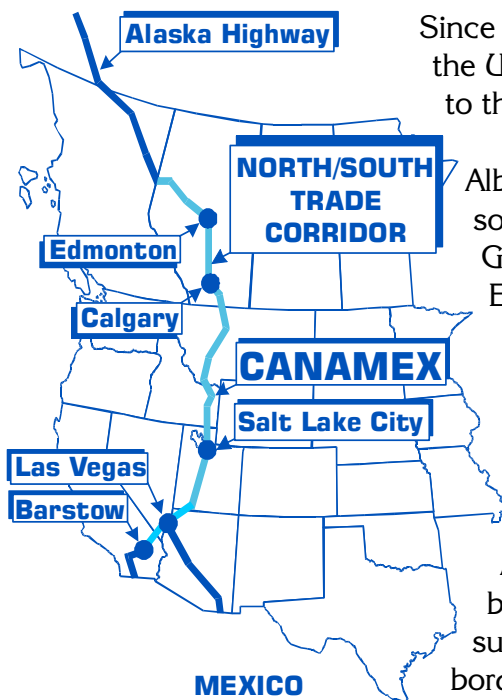 Alaska Highway
Since
the U
to th
NORTH/SOUTH
TRADE
CORRIDOR
Alb
so
G
E
Edmonton
Calgary
CANAMEX
Salt Lake City
Las Vegas
Barstow
A
b
su
bord
MEXICO